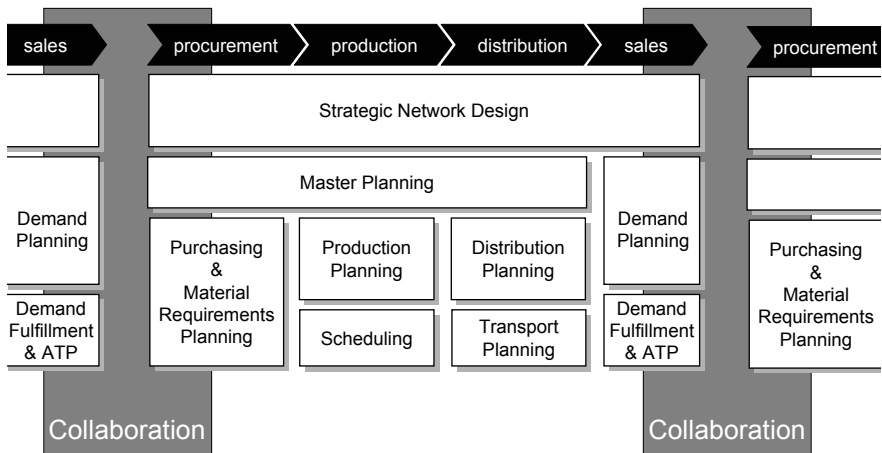 sales
procurement
production
distribution
sales
procurement
Strategic Network Design
Master Planning
Demand
Planning
Demand
Fulfillment
& ATP
Purchasing
&
Material
Requirements
Planning
Production
Planning
Scheduling
Distribution
Planning
Transport
Planning
Demand
Planning
Demand
Fulfillment
& ATP
Purchasing
&
Material
Requirements
Planning
Collaboration
Collaboration